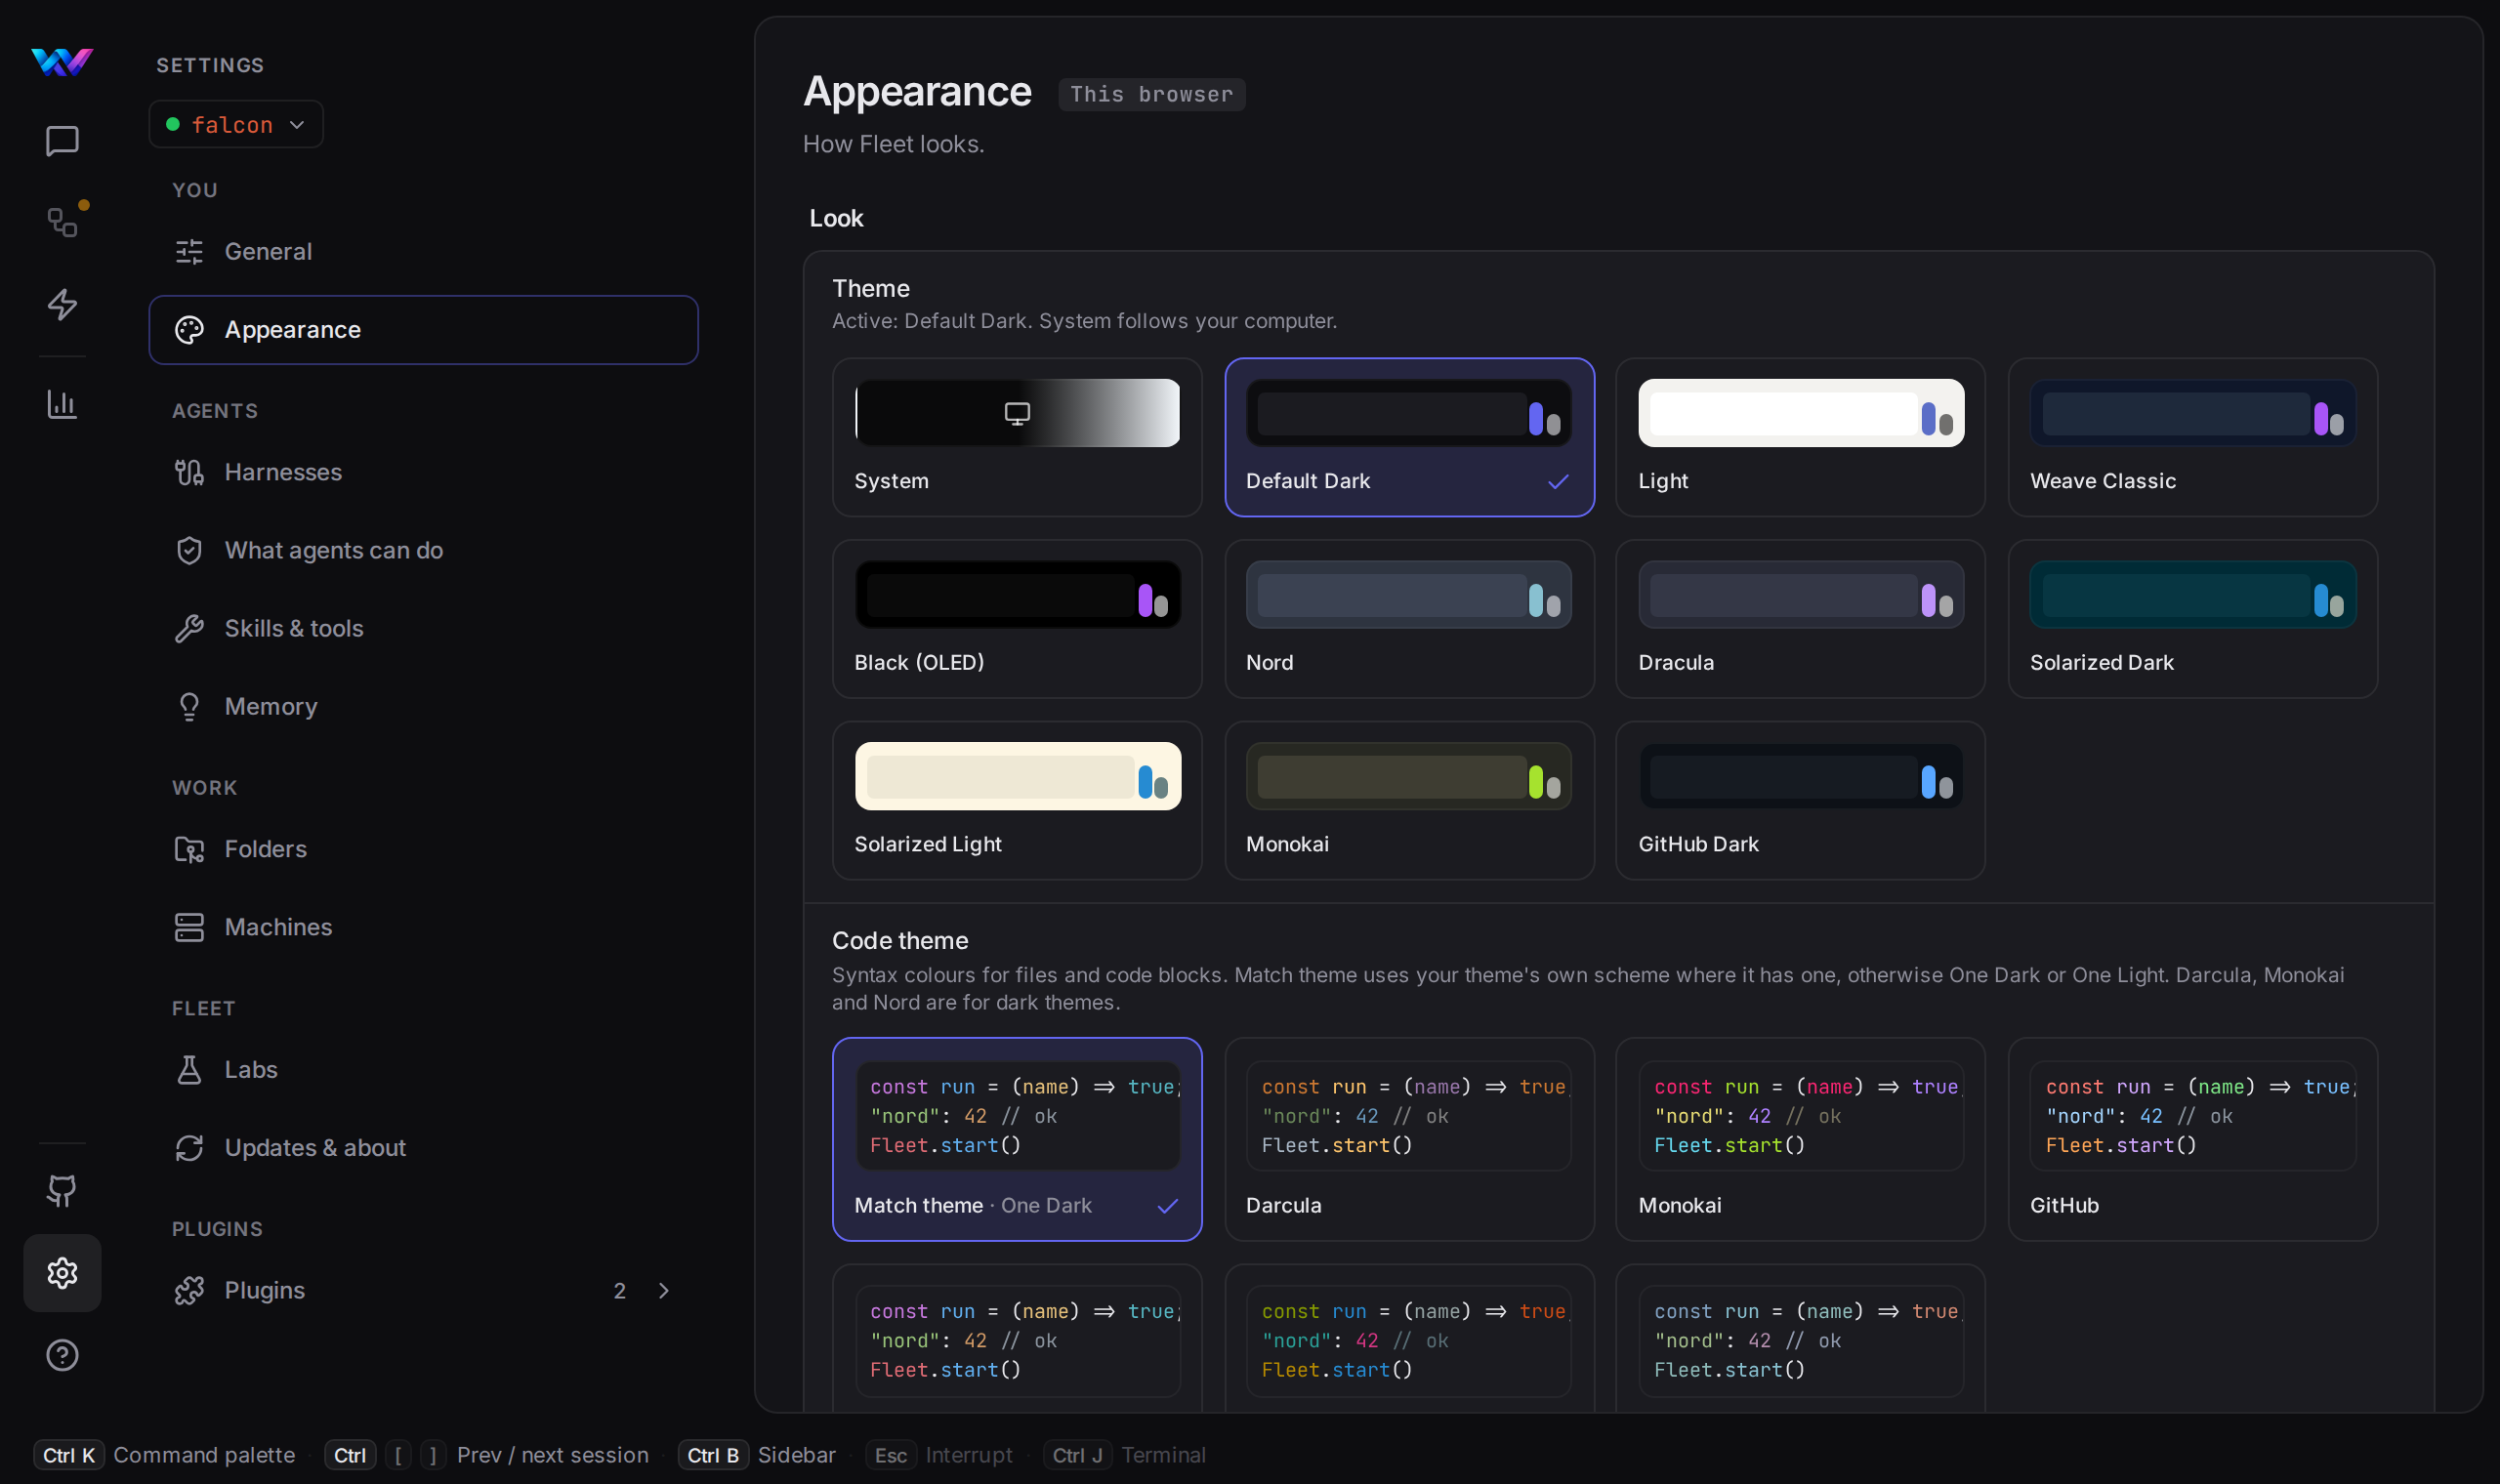 SETTINGS
falcon
YOU
General
Appearance
AGENTS
Harnesses
What agents can do
Skills & tools
Memory
WORK
Folders
Machines
FLEET
Labs
Updates & about
PLUGINS
Plugins 2
Appearance This browser
How Fleet looks.
Look
Theme
Active: Default Dark. System follows your computer.
System
Default Dark
Light
Weave Classic
Black (OLED)
Nord
Dracula
Solarized Dark
Solarized Light
Monokai
GitHub Dark
Code theme
Syntax colours for files and code blocks. Match theme uses your theme's own scheme where it has one, otherwise One Dark or One Light. Darcula, Monokai
and Nord are for dark themes.
const run = (name) => true;
"nord": 42 // ok
Fleet.start()
Match theme · One Dark
const run = (name) => true;
"nord": 42 // ok
Fleet.start()
Darcula
const run = (name) => true
"nord": 42 // ok
Fleet.start()
Monokai
const run = (name) => true;
"nord": 42 // ok
Fleet.start()
GitHub
const run = (name) => true;
"nord": 42 // ok
Fleet.start()
const run = (name) => true;
"nord": 42 // ok
Fleet.start()
const run = (name) => true
"nord": 42 // ok
Fleet.start()
Ctrl K Command palette · Ctrl [ ] Prev / next session · Ctrl B Sidebar · Esc Interrupt · Ctrl J Terminal